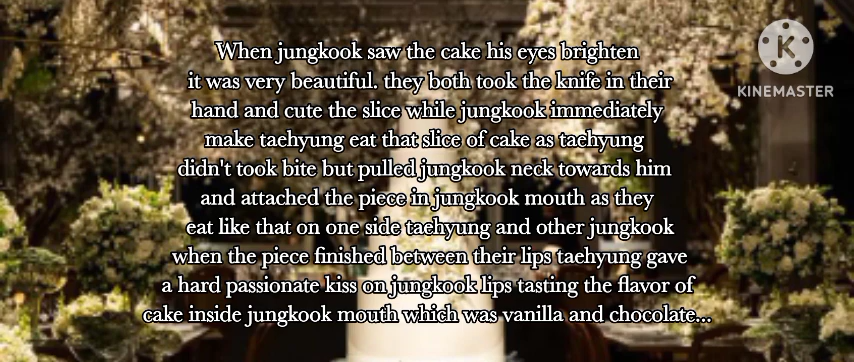 When jungkook saw the cake his eyes brighten
it was very beautiful. they both took the knife in their
hand and cute the slice while jungkook immediately
make taehyung eat that slice of cake as taehyung
didn't took bite but pulled jungkook neck towards him
and attached the piece in jungkook mouth as they
eat like that on one side taehyung and other jungkook
when the piece finished between their lips taehyung gave
a hard passionate kiss on jungkook lips tasting the flavor of
cake inside jungkook mouth which was vanilla and chocolate...
K
KINEMASTER